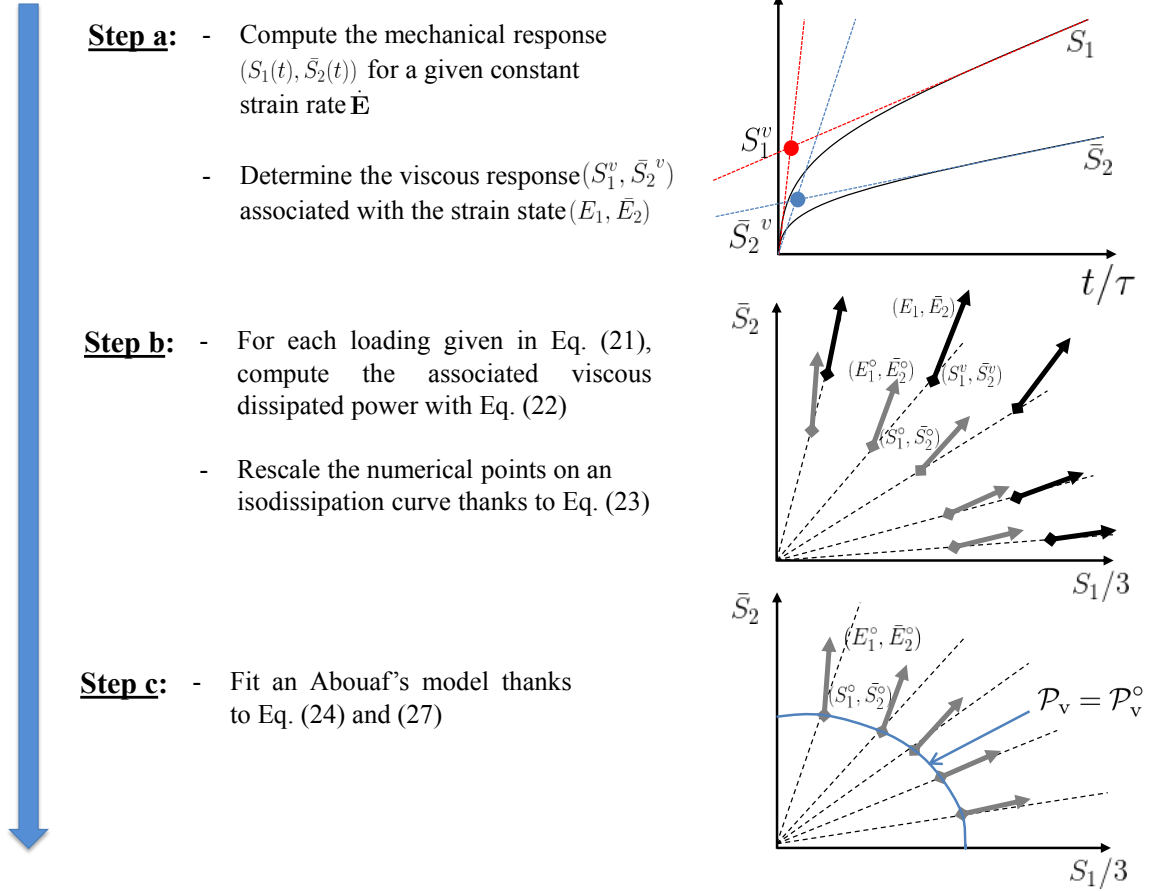 Step a: - Compute the mechanical response
(S₁(t), S̄₂(t)) for a given constant
strain rate Ė
- Determine the viscous response (S₁ᵛ, S̄₂ᵛ)
associated with the strain state (E₁, Ē₂)
S₁
S₁ᵛ
S̄₂
S̄₂ᵛ
t/τ
Step b: - For each loading given in Eq. (21),
compute the associated viscous
dissipated power with Eq. (22)
- Rescale the numerical points on an
isodissipation curve thanks to Eq. (23)
S̄₂
(E₁, Ē₂)
(E₁°, Ē₂°)
(S₁ᵛ, S̄₂ᵛ)
(S₁°, S̄₂°)
S₁/3
Step c: - Fit an Abouaf's model thanks
to Eq. (24) and (27)
S̄₂
(E₁°, Ē₂°)
(S₁°, S̄₂°)
𝒫ᵥ = 𝒫ᵥ°
S₁/3